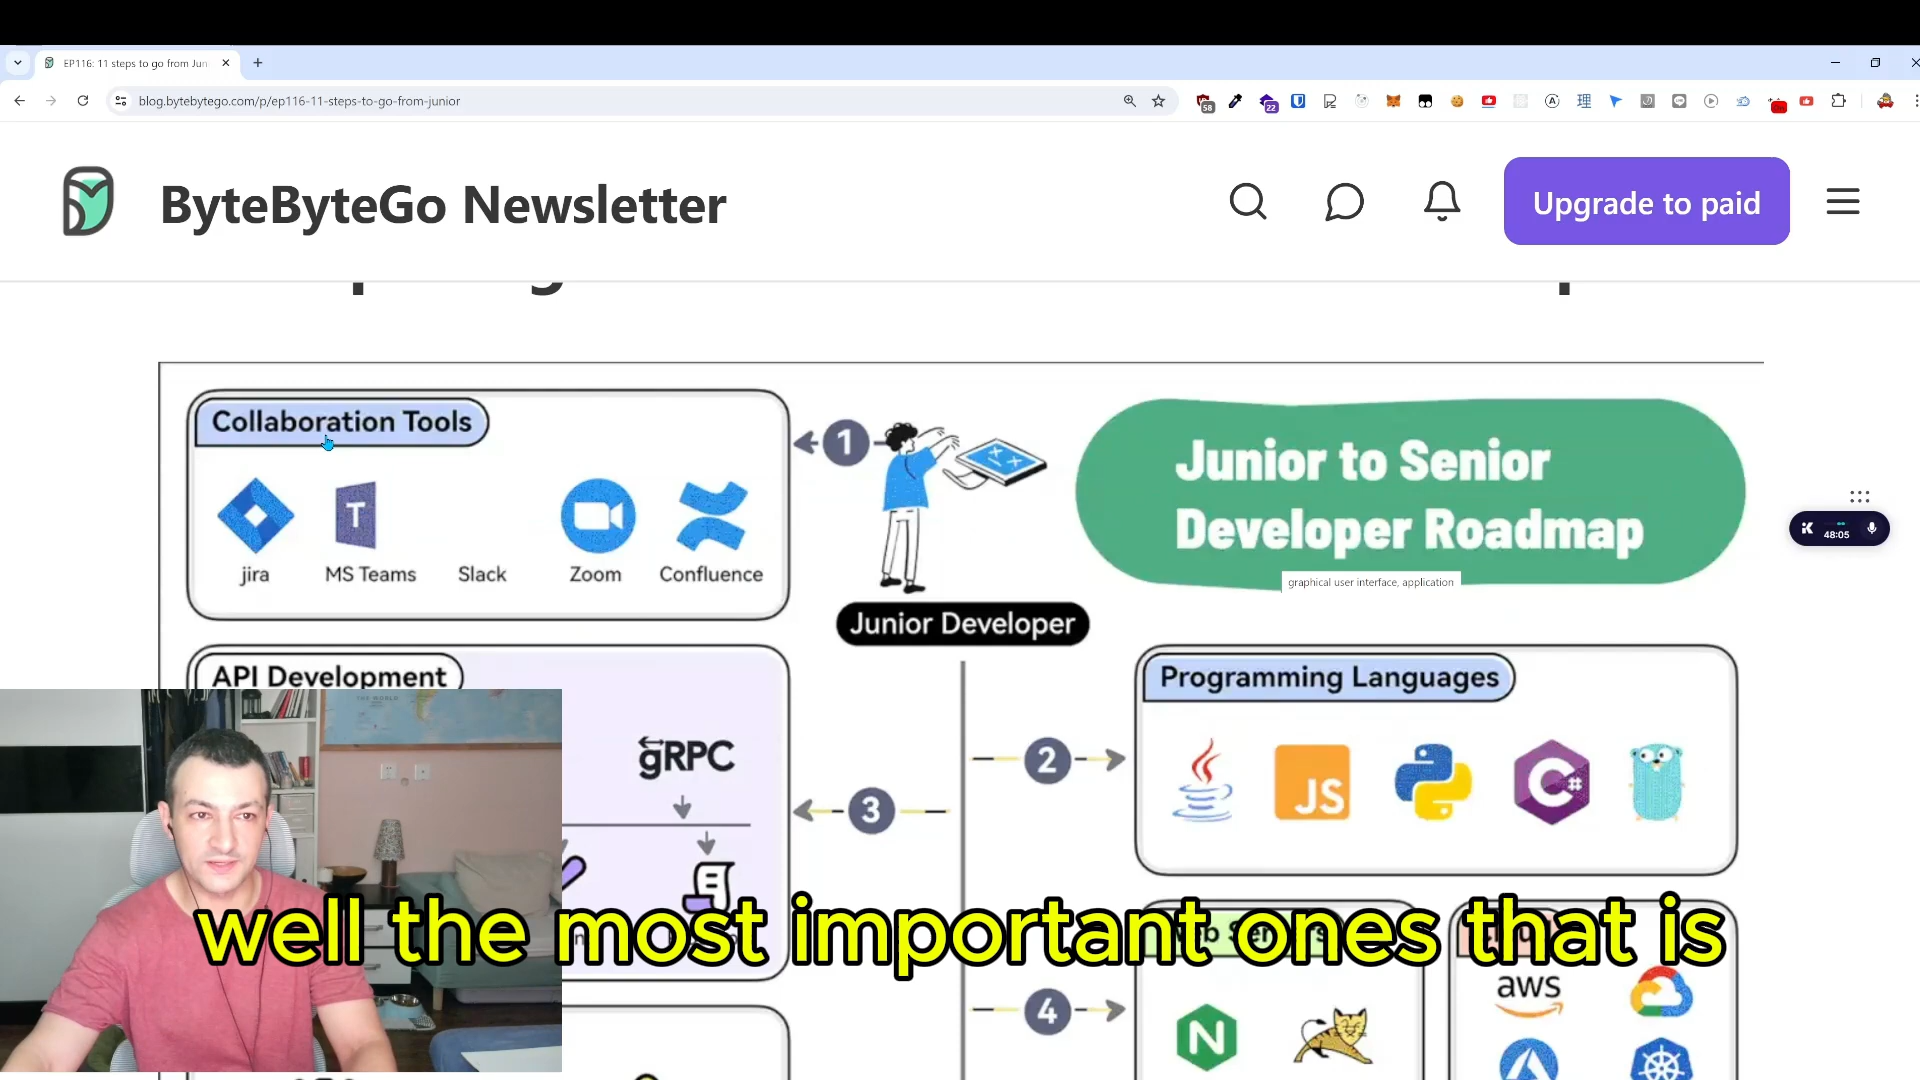 EP116: 11 steps to go from Jun
blog.bytebytego.com/p/ep116-11-steps-to-go-from-junior
58
22
ByteByteGo Newsletter
Upgrade to paid
Collaboration Tools
1
Junior to Senior
Developer Roadmap
T
jira
MS Teams
Slack
Zoom
Confluence
graphical user interface, application
48:05
Junior Developer
API Development
Programming Languages
gRPC
2
JS
C#
3
well the most important ones that is
aws
4
N